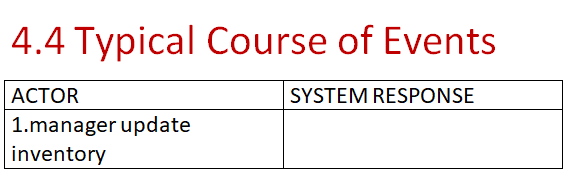 4.4 Typical Course of Events
ACTOR
SYSTEM RESPONSE
1.manager update
inventory